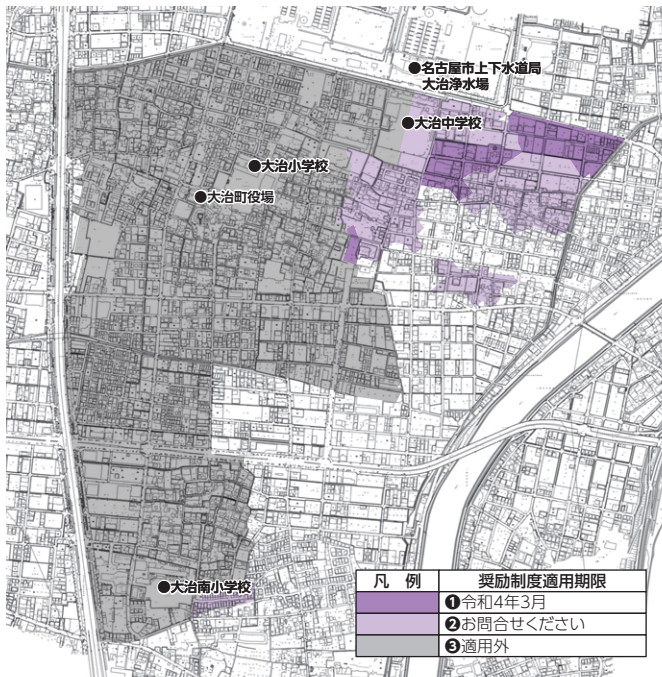 ●名古屋市上下水道局
大治浄水場
●大治中学校
●大治小学校
●大治町役場
●大治南小学校
凡 例 奨励制度適用期限
❶令和4年3月
❷お問合せください
❸適用外